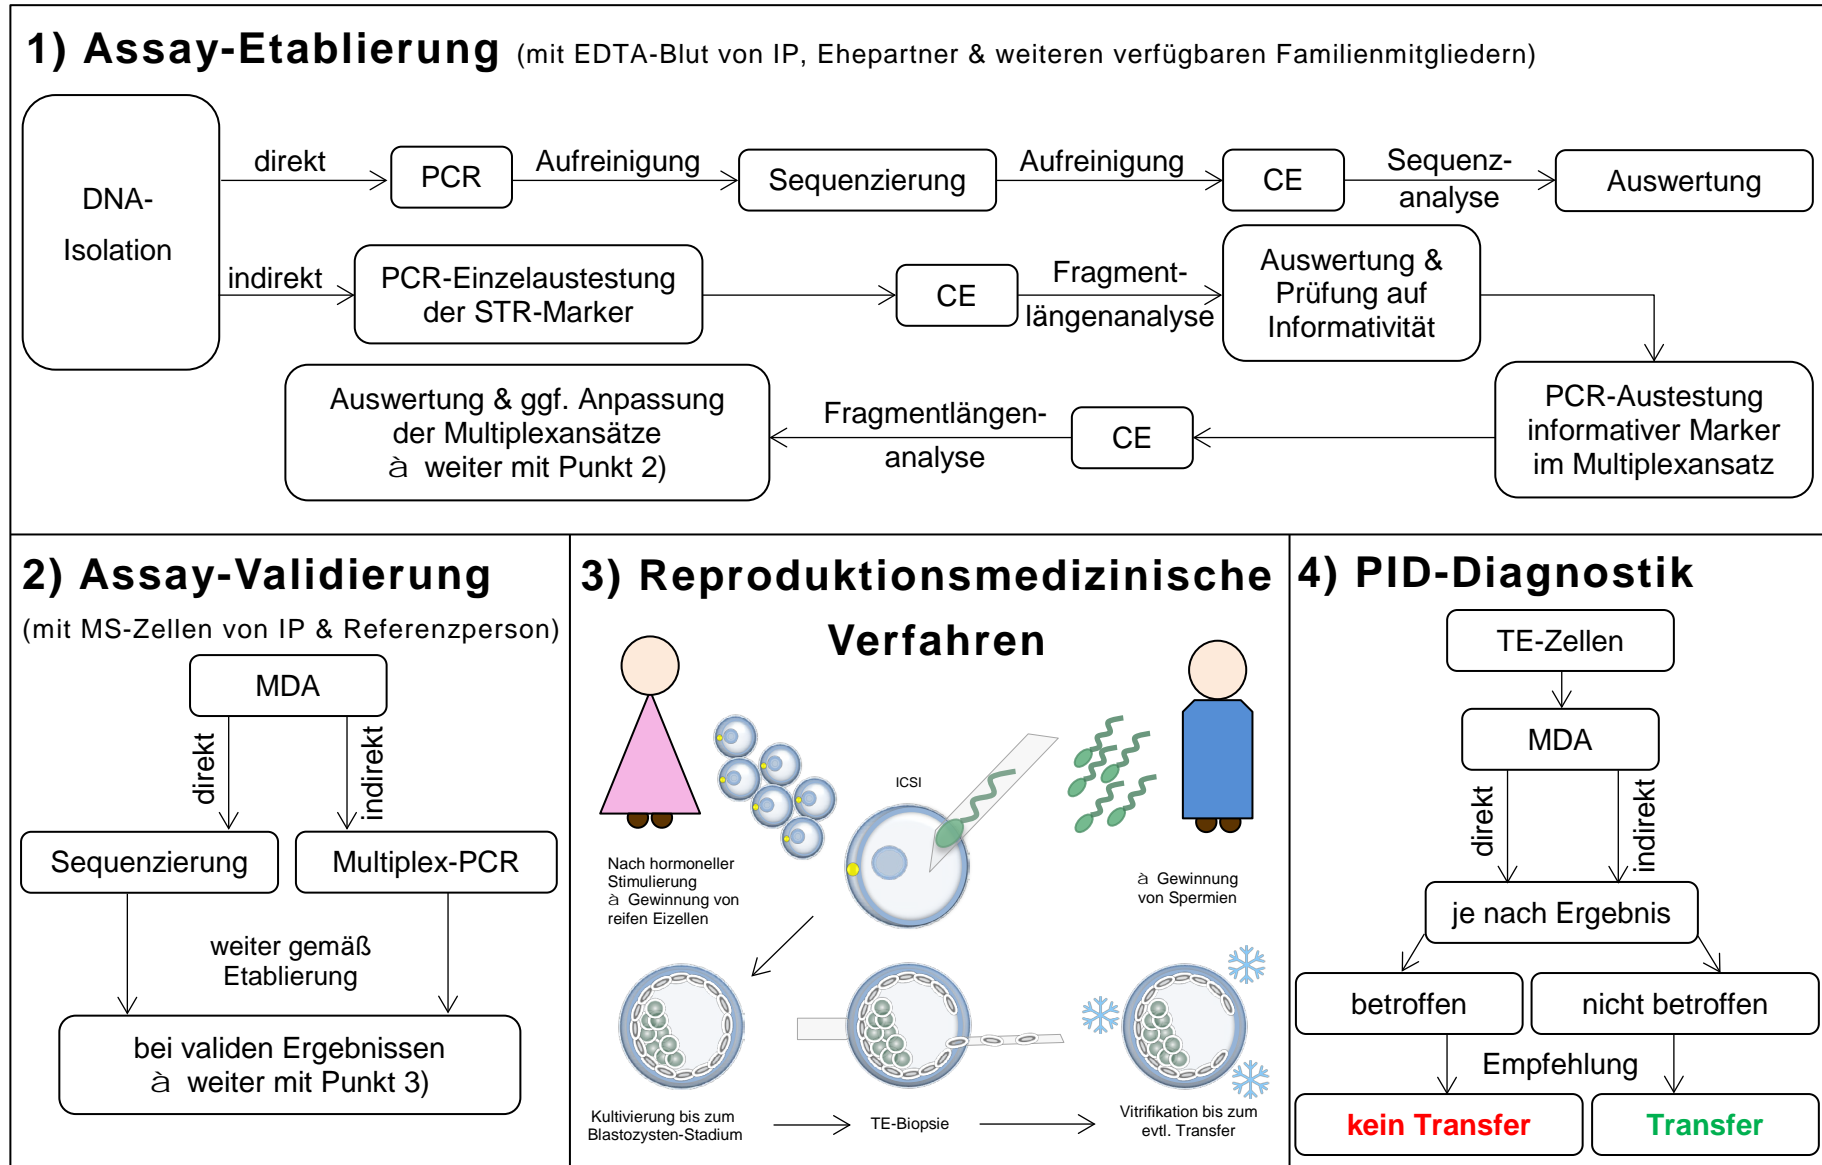 1) Assay-Etablierung (mit EDTA-Blut von IP, Ehepartner & weiteren verfügbaren Familienmitgliedern)
DNA-
Isolation
direkt
PCR
Aufreinigung
Sequenzierung
Aufreinigung
CE
Sequenz-
analyse
Auswertung
indirekt
PCR-Einzelaustestung
der STR-Marker
CE
Fragment-
längenanalyse
Auswertung &
Prüfung auf
Informativität
PCR-Austestung
informativer Marker
im Multiplexansatz
CE
Fragmentlängen-
analyse
Auswertung & ggf. Anpassung
der Multiplexansätze
à weiter mit Punkt 2)
2) Assay-Validierung
(mit MS-Zellen von IP & Referenzperson)
MDA
direkt
indirekt
Sequenzierung
Multiplex-PCR
weiter gemäß
Etablierung
bei validen Ergebnissen
à weiter mit Punkt 3)
3) Reproduktionsmedizinische
Verfahren
ICSI
Nach hormoneller
Stimulierung
à Gewinnung von
reifen Eizellen
à Gewinnung
von Spermien
Kultivierung bis zum
Blastozysten-Stadium
TE-Biopsie
Vitrifikation bis zum
evtl. Transfer
4) PID-Diagnostik
TE-Zellen
MDA
direkt
indirekt
je nach Ergebnis
betroffen
nicht betroffen
Empfehlung
kein Transfer
Transfer